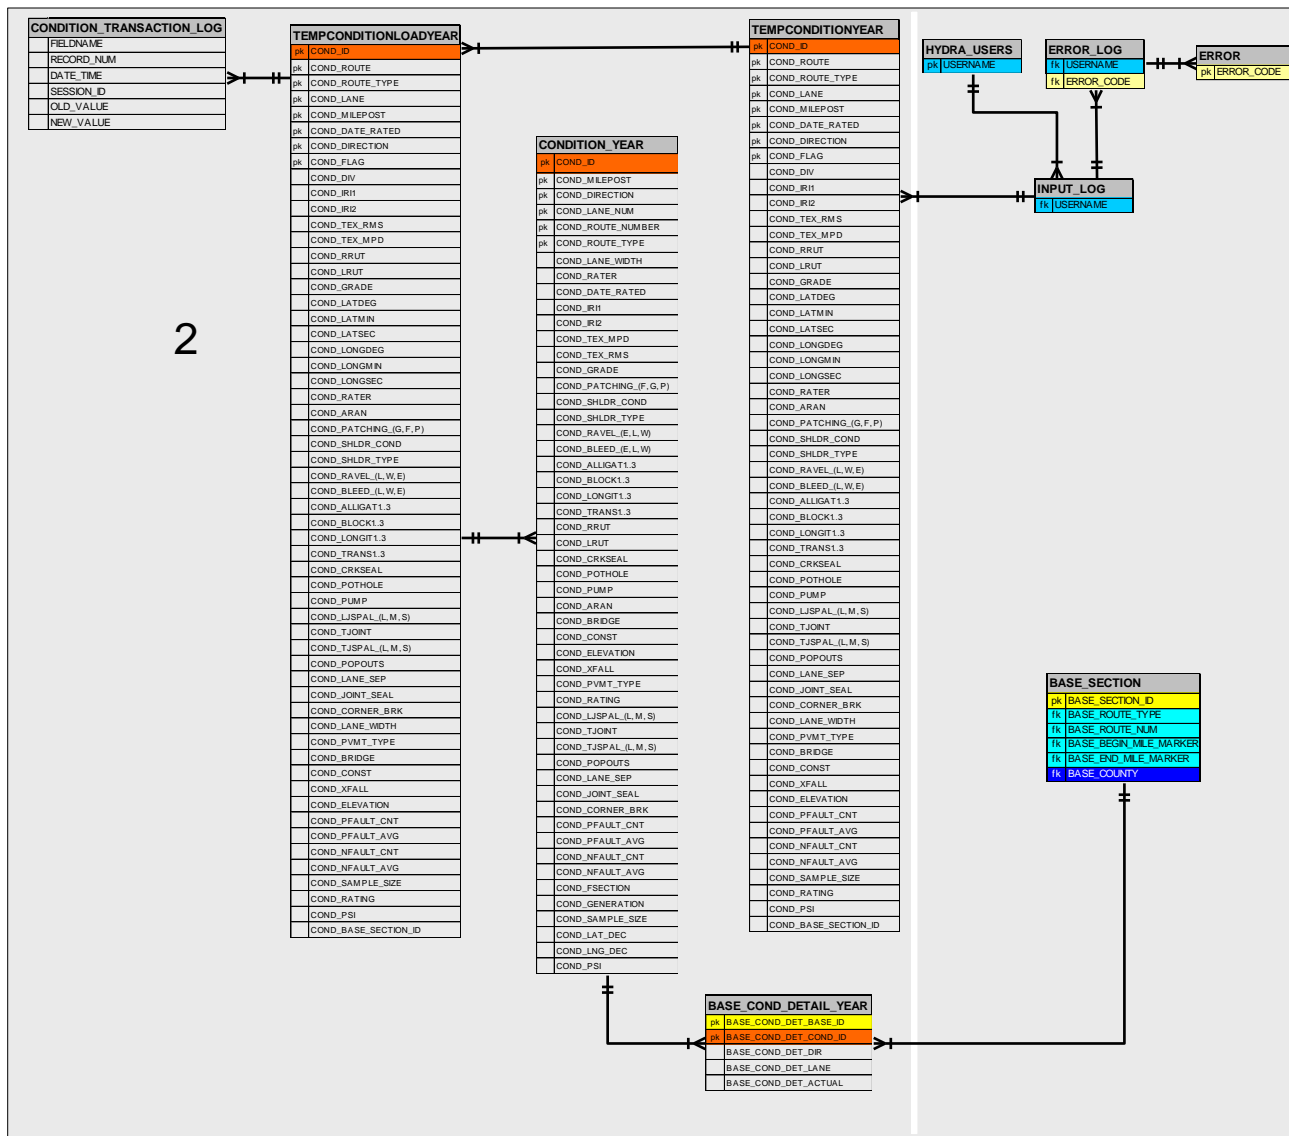 CONDITION_TRANSACTION_LOG
FIELDNAME
RECORD_NUM
DATE_TIME
SESSION_ID
OLD_VALUE
NEW_VALUE
2
TEMPCONDITIONLOADYEAR
pk COND_ID
pk COND_ROUTE
pk COND_ROUTE_TYPE
pk COND_LANE
pk COND_MILEPOST
pk COND_DATE_RATED
pk COND_DIRECTION
pk COND_FLAG
COND_DIV
COND_IRI1
COND_IRI2
COND_TEX_RMS
COND_TEX_MPD
COND_RRUT
COND_LRUT
COND_GRADE
COND_LATDEG
COND_LATMIN
COND_LATSEC
COND_LONGDEG
COND_LONGMIN
COND_LONGSEC
COND_RATER
COND_ARAN
COND_PATCHING_(G,F,P)
COND_SHLDR_COND
COND_SHLDR_TYPE
COND_RAVEL_(L,W,E)
COND_BLEED_(L,W,E)
COND_ALLIGAT1..3
COND_BLOCK1..3
COND_LONGIT1..3
COND_TRANS1..3
COND_CRKSEAL
COND_POTHOLE
COND_PUMP
COND_LJSPAL_(L,M,S)
COND_TJOINT
COND_TJSPAL_(L,M,S)
COND_POPOUTS
COND_LANE_SEP
COND_JOINT_SEAL
COND_CORNER_BRK
COND_LANE_WIDTH
COND_PVMT_TYPE
COND_BRIDGE
COND_CONST
COND_XFALL
COND_ELEVATION
COND_PFAULT_CNT
COND_PFAULT_AVG
COND_NFAULT_CNT
COND_NFAULT_AVG
COND_SAMPLE_SIZE
COND_RATING
COND_PSI
COND_BASE_SECTION_ID
CONDITION_YEAR
pk COND_ID
pk COND_MILEPOST
pk COND_DIRECTION
pk COND_LANE_NUM
pk COND_ROUTE_NUMBER
pk COND_ROUTE_TYPE
COND_LANE_WIDTH
COND_RATER
COND_DATE_RATED
COND_IRI1
COND_IRI2
COND_TEX_MPD
COND_TEX_RMS
COND_GRADE
COND_PATCHING_(F,G,P)
COND_SHLDR_COND
COND_SHLDR_TYPE
COND_RAVEL_(E,L,W)
COND_BLEED_(E,L,W)
COND_ALLIGAT1..3
COND_BLOCK1..3
COND_LONGIT1..3
COND_TRANS1..3
COND_RRUT
COND_LRUT
COND_CRKSEAL
COND_POTHOLE
COND_PUMP
COND_ARAN
COND_BRIDGE
COND_CONST
COND_ELEVATION
COND_XFALL
COND_PVMT_TYPE
COND_RATING
COND_LJSPAL_(L,M,S)
COND_TJOINT
COND_TJSPAL_(L,M,S)
COND_POPOUTS
COND_LANE_SEP
COND_JOINT_SEAL
COND_CORNER_BRK
COND_PFAULT_CNT
COND_PFAULT_AVG
COND_NFAULT_CNT
COND_NFAULT_AVG
COND_FSECTION
COND_GENERATION
COND_SAMPLE_SIZE
COND_LAT_DEC
COND_LNG_DEC
COND_PSI
TEMPCONDITIONYEAR
pk COND_ID
pk COND_ROUTE
pk COND_ROUTE_TYPE
pk COND_LANE
pk COND_MILEPOST
pk COND_DATE_RATED
pk COND_DIRECTION
pk COND_FLAG
COND_DIV
COND_IRI1
COND_IRI2
COND_TEX_RMS
COND_TEX_MPD
COND_RRUT
COND_LRUT
COND_GRADE
COND_LATDEG
COND_LATMIN
COND_LATSEC
COND_LONGDEG
COND_LONGMIN
COND_LONGSEC
COND_RATER
COND_ARAN
COND_PATCHING_(G,F,P)
COND_SHLDR_COND
COND_SHLDR_TYPE
COND_RAVEL_(L,W,E)
COND_BLEED_(L,W,E)
COND_ALLIGAT1..3
COND_BLOCK1..3
COND_LONGIT1..3
COND_TRANS1..3
COND_CRKSEAL
COND_POTHOLE
COND_PUMP
COND_LJSPAL_(L,M,S)
COND_TJOINT
COND_TJSPAL_(L,M,S)
COND_POPOUTS
COND_LANE_SEP
COND_JOINT_SEAL
COND_CORNER_BRK
COND_LANE_WIDTH
COND_PVMT_TYPE
COND_BRIDGE
COND_CONST
COND_XFALL
COND_ELEVATION
COND_PFAULT_CNT
COND_PFAULT_AVG
COND_NFAULT_CNT
COND_NFAULT_AVG
COND_SAMPLE_SIZE
COND_RATING
COND_PSI
COND_BASE_SECTION_ID
HYDRA_USERS
pk USERNAME
ERROR_LOG
fk USERNAME
fk ERROR_CODE
ERROR
pk ERROR_CODE
INPUT_LOG
fk USERNAME
BASE_SECTION
pk BASE_SECTION_ID
fk BASE_ROUTE_TYPE
fk BASE_ROUTE_NUM
fk BASE_BEGIN_MILE_MARKER
fk BASE_END_MILE_MARKER
fk BASE_COUNTY
BASE_COND_DETAIL_YEAR
pk BASE_COND_DET_BASE_ID
pk BASE_COND_DET_COND_ID
BASE_COND_DET_DIR
BASE_COND_DET_LANE
BASE_COND_DET_ACTUAL